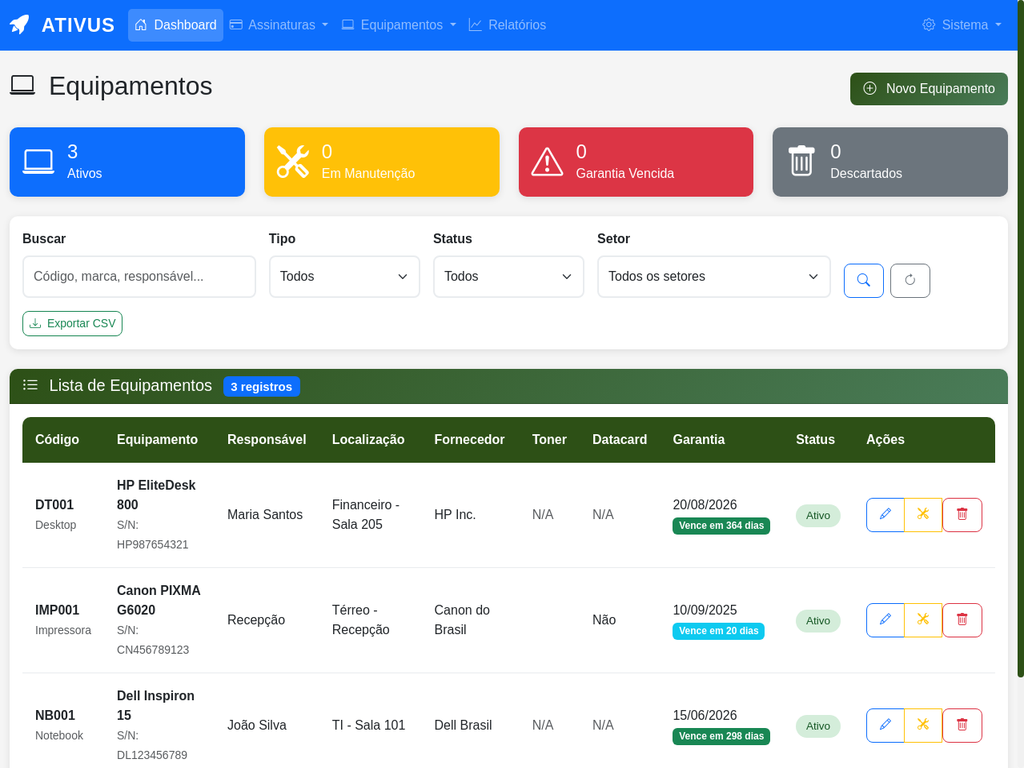 ATIVUS Dashboard Assinaturas Equipamentos Relatórios Sistema
Equipamentos
Novo Equipamento
3
Ativos
0
Em Manutenção
0
Garantia Vencida
0
Descartados
Buscar Tipo Status Setor
Código, marca, responsável... Todos Todos Todos os setores
Exportar CSV
Lista de Equipamentos 3 registros
Código Equipamento Responsável Localização Fornecedor Toner Datacard Garantia Status Ações
DT001
Desktop
HP EliteDesk
800
S/N:
HP987654321
Maria Santos
Financeiro -
Sala 205
HP Inc.
N/A
N/A
20/08/2026
Vence em 364 dias
Ativo
IMP001
Impressora
Canon PIXMA
G6020
S/N:
CN456789123
Recepção
Térreo -
Recepção
Canon do
Brasil
Não
10/09/2025
Vence em 20 dias
Ativo
NB001
Notebook
Dell Inspiron
15
S/N:
DL123456789
João Silva
TI - Sala 101
Dell Brasil
N/A
N/A
15/06/2026
Vence em 298 dias
Ativo